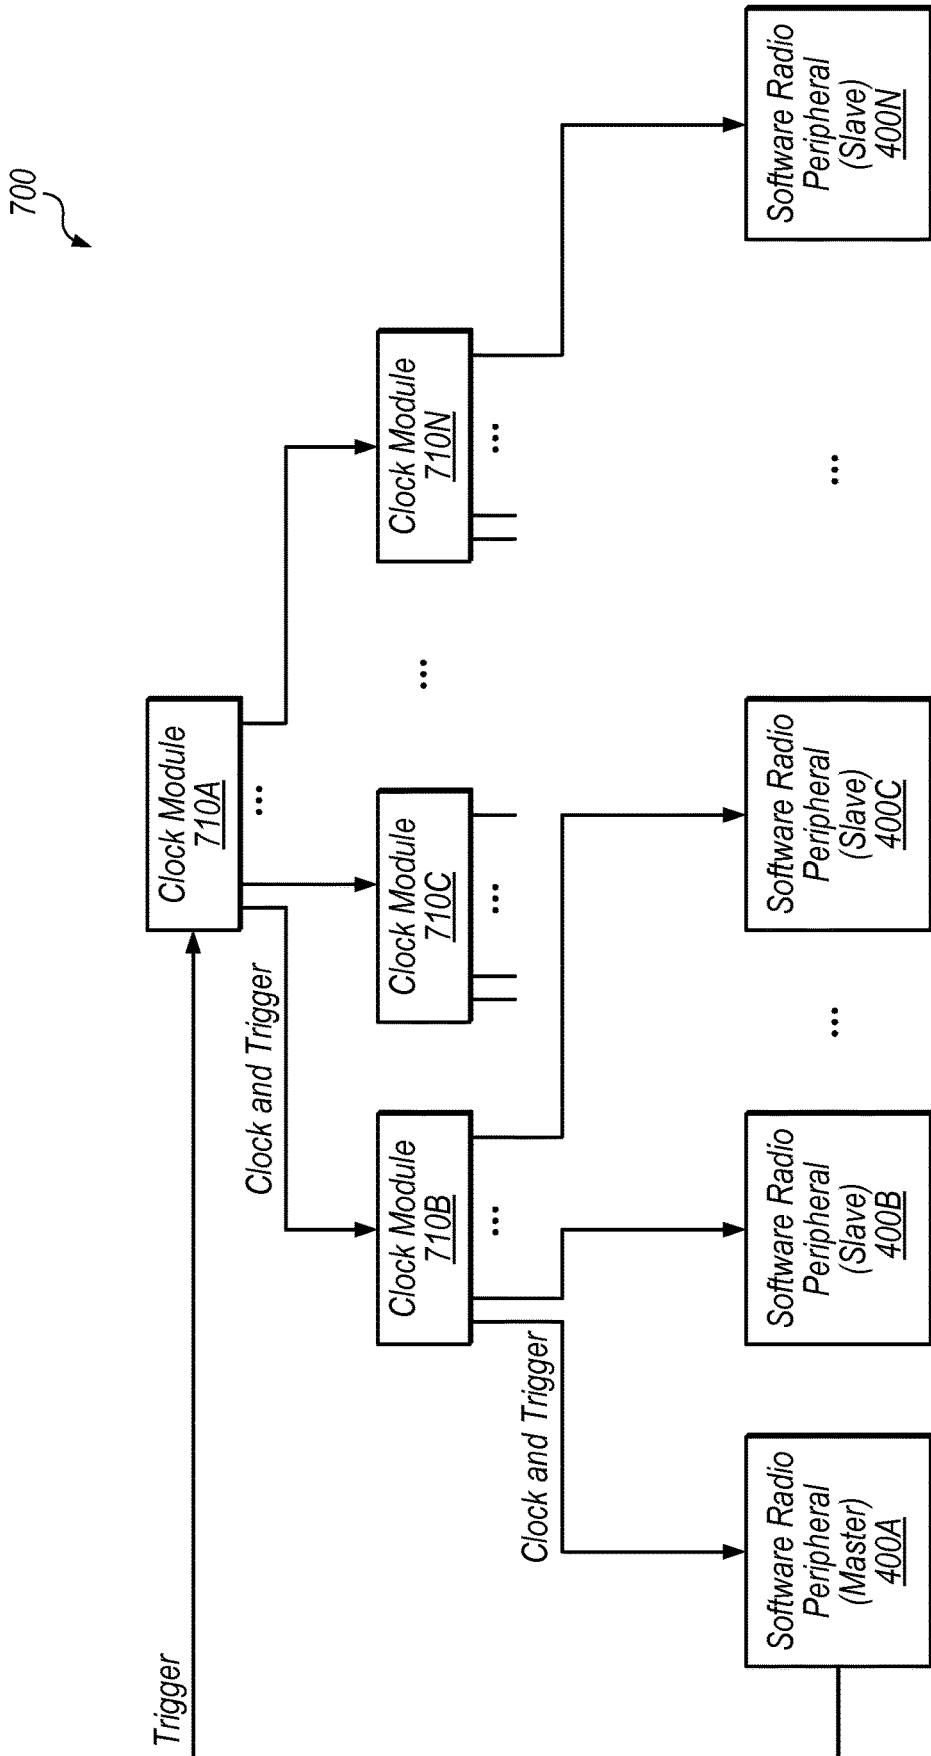 700
Trigger
Clock Module
710A
...
Clock and Trigger
Clock Module
710B
...
Clock Module
710C
...
...
Clock Module
710N
...
Clock and Trigger
Software Radio
Peripheral
(Master)
400A
Software Radio
Peripheral
(Slave)
400B
...
Software Radio
Peripheral
(Slave)
400C
...
Software Radio
Peripheral
(Slave)
400N